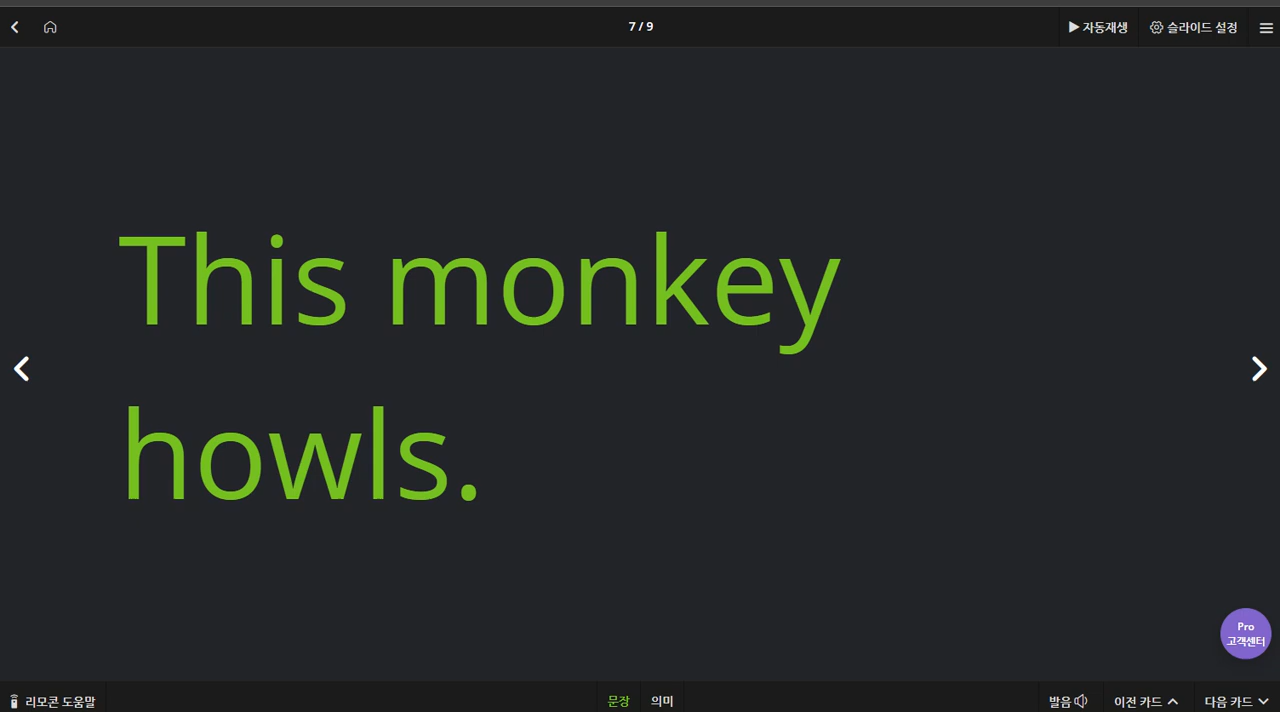 7 / 9
자동재생
슬라이드 설정
This monkey
howls.
Pro
고객센터
리모콘 도움말
문장
의미
발음
이전 카드
다음 카드